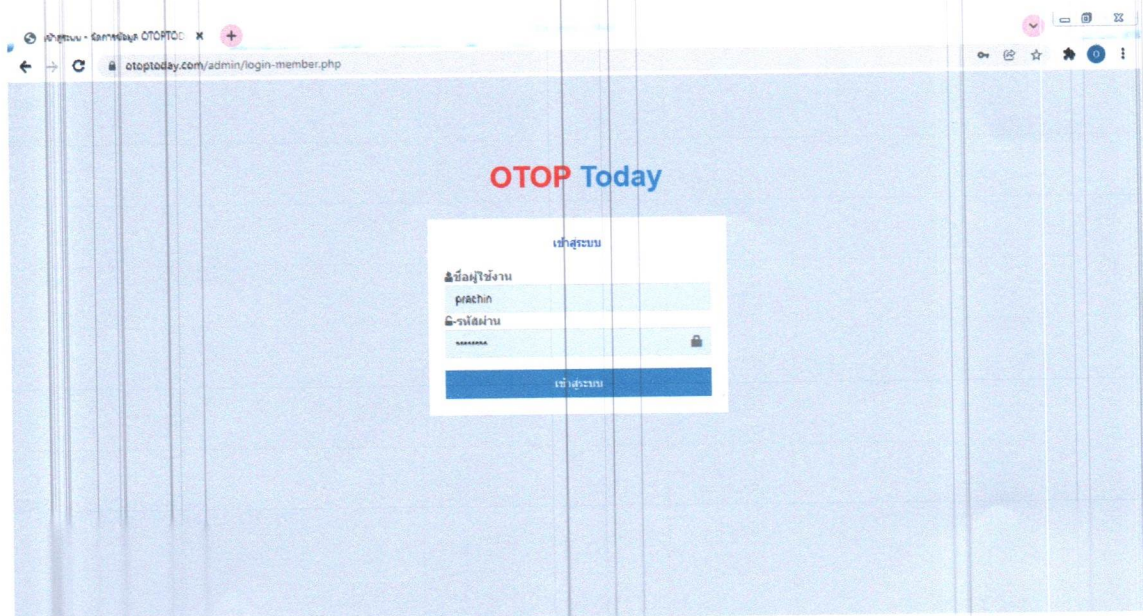 เข้าสู่ระบบ - จัดการข้อมูล OTOPTOD
otoptoday.com/admin/login-member.php
OTOP Today
เข้าสู่ระบบ
ชื่อผู้ใช้งาน
prachin
รหัสผ่าน
เข้าสู่ระบบ